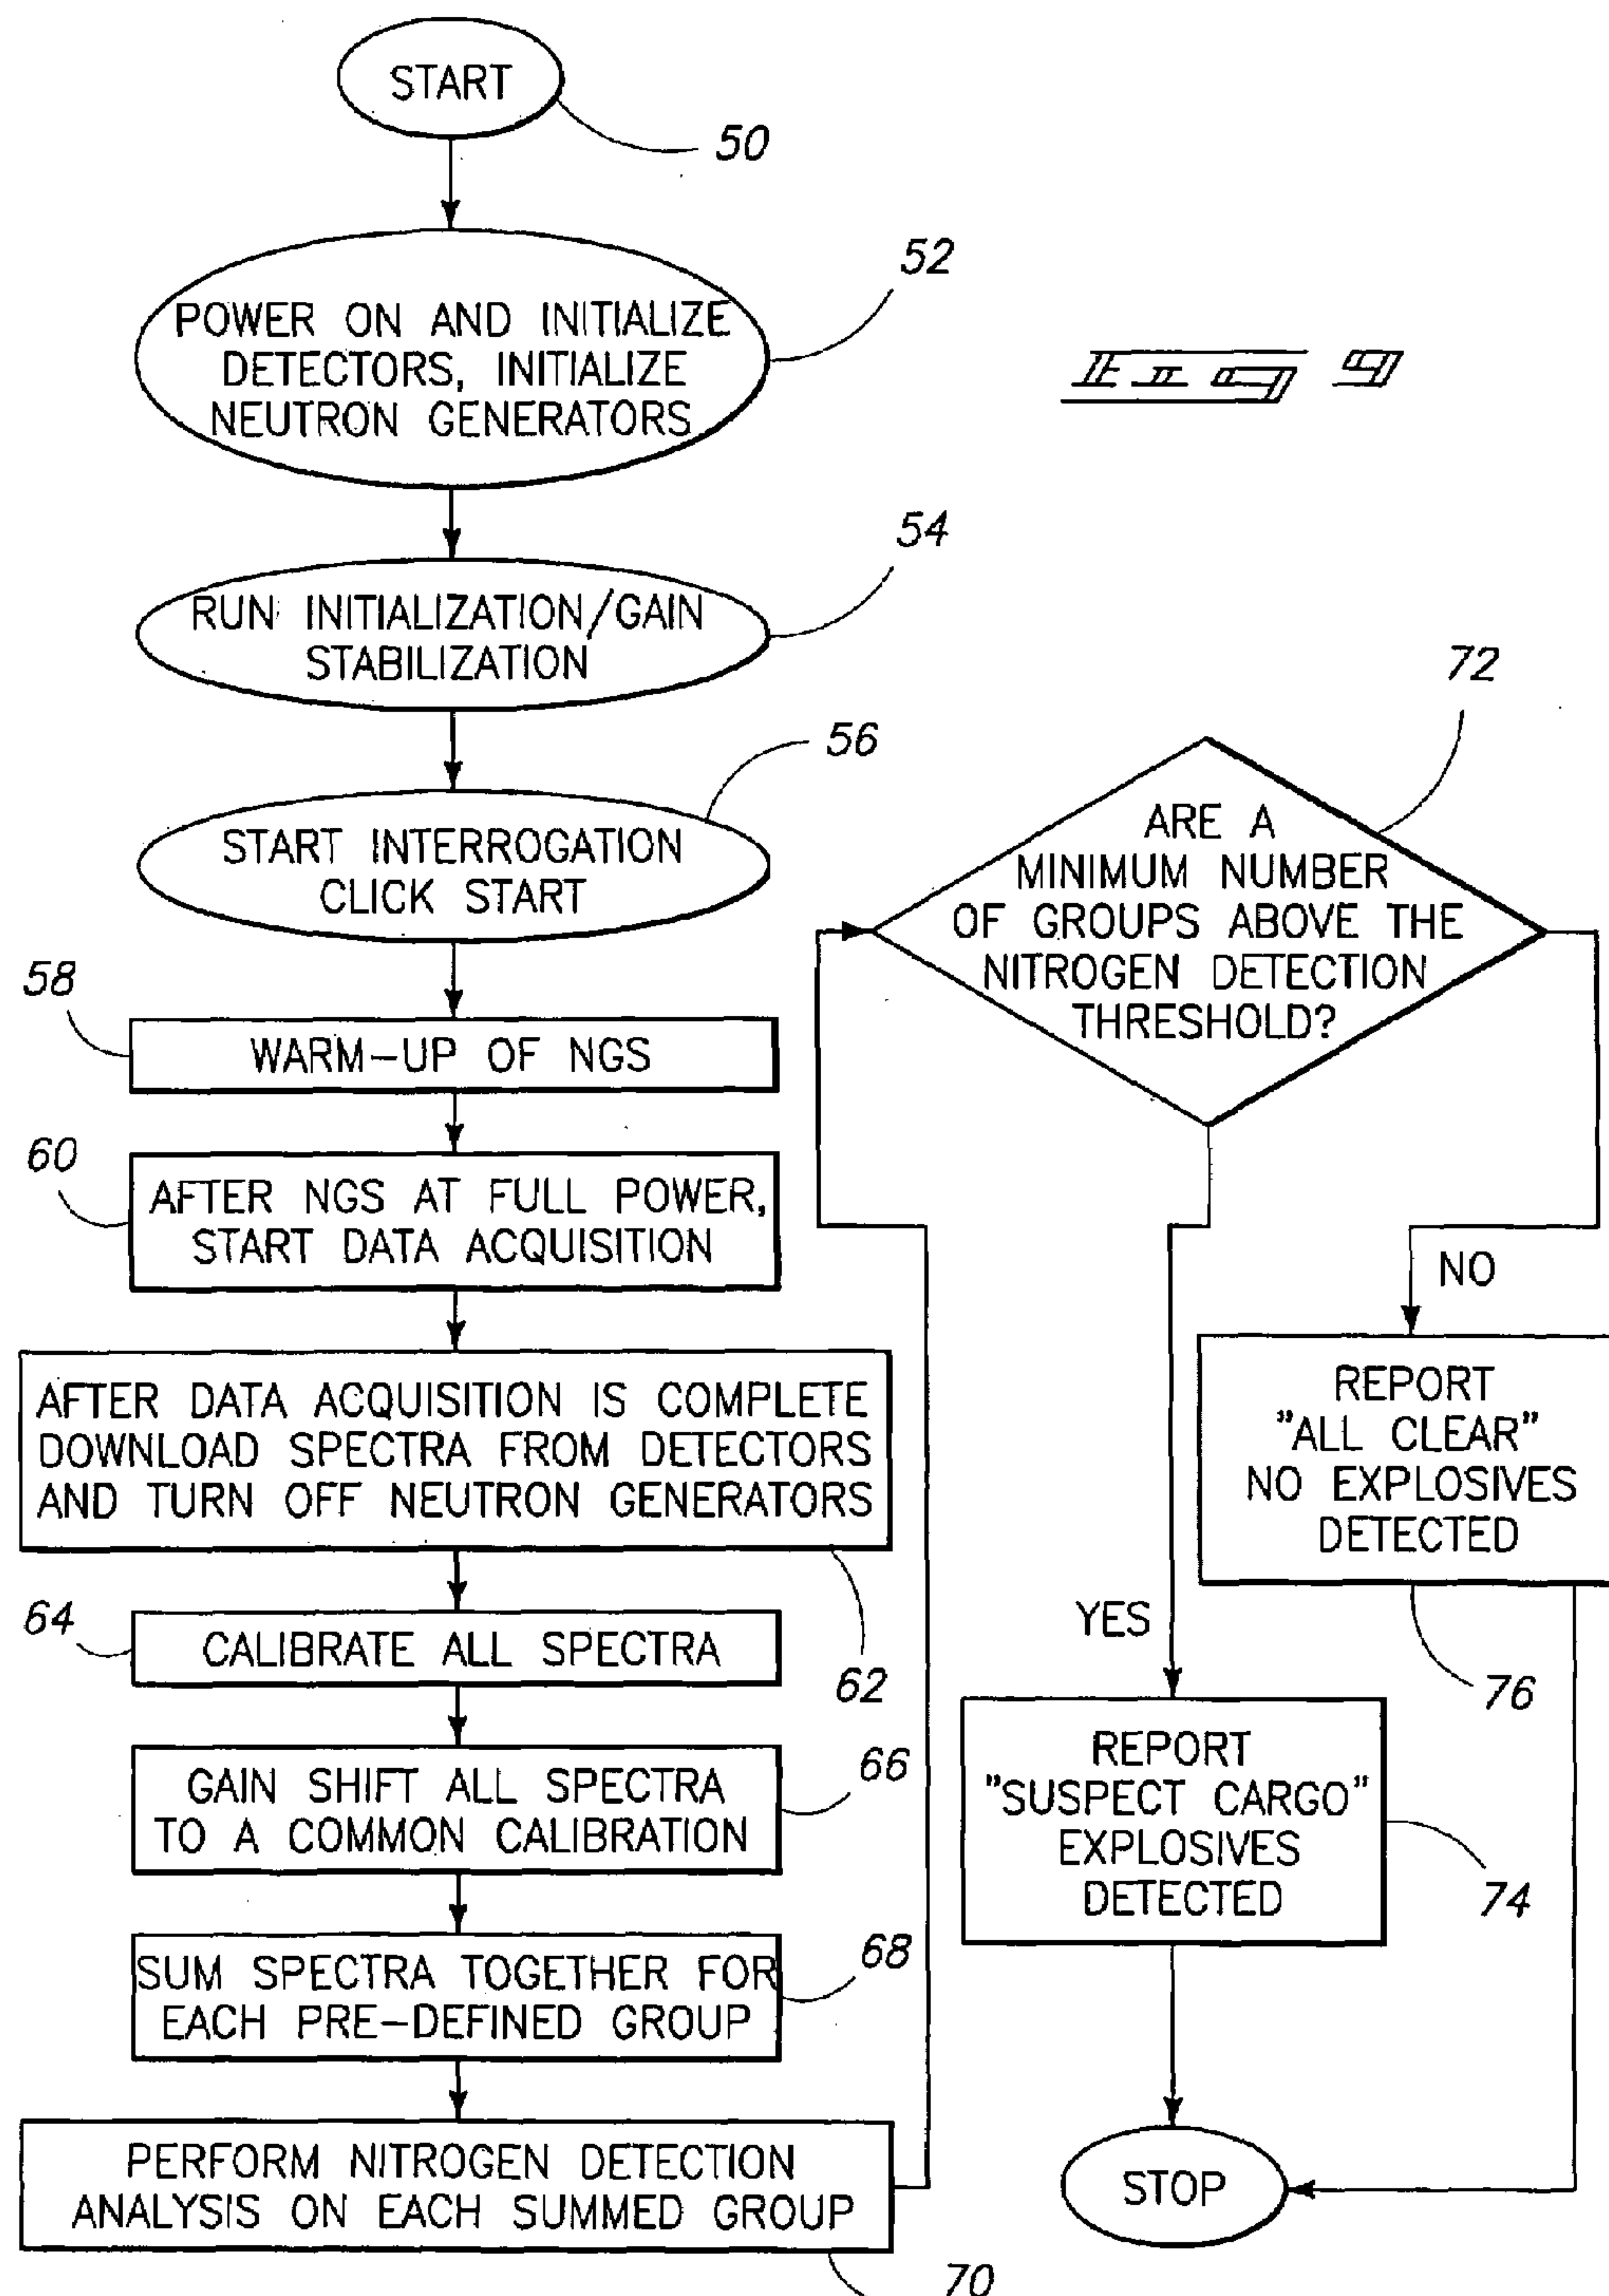 START
50
POWER ON AND INITIALIZE
DETECTORS, INITIALIZE
NEUTRON GENERATORS
52
RUN INITIALIZATION/GAIN
STABILIZATION
54
START INTERROGATION
CLICK START
56
58
WARM-UP OF NGS
60
AFTER NGS AT FULL POWER,
START DATA ACQUISITION
AFTER DATA ACQUISITION IS COMPLETE
DOWNLOAD SPECTRA FROM DETECTORS
AND TURN OFF NEUTRON GENERATORS
62
64
CALIBRATE ALL SPECTRA
GAIN SHIFT ALL SPECTRA
TO A COMMON CALIBRATION
66
SUM SPECTRA TOGETHER FOR
EACH PRE-DEFINED GROUP
68
PERFORM NITROGEN DETECTION
ANALYSIS ON EACH SUMMED GROUP
70
FIG 9
72
ARE A
MINIMUM NUMBER
OF GROUPS ABOVE THE
NITROGEN DETECTION
THRESHOLD?
NO
REPORT
"ALL CLEAR"
NO EXPLOSIVES
DETECTED
76
YES
REPORT
"SUSPECT CARGO"
EXPLOSIVES
DETECTED
74
STOP